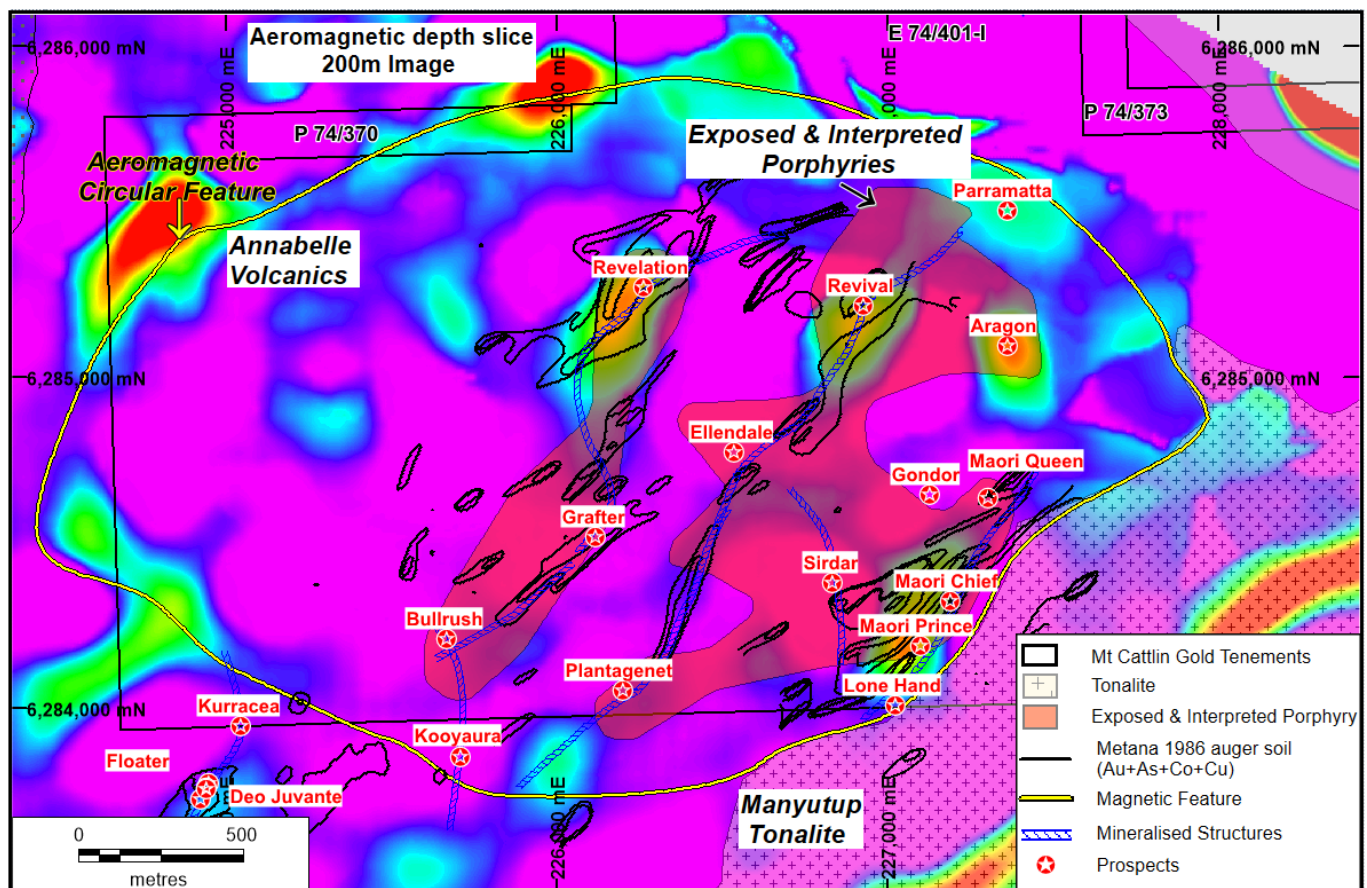 6,286,000 mN
Aeromagnetic depth slice
200m Image
225,000 mE
226,000 mE
E 74/401-I
6,286,000 mN
P 74/370
P 74/373
228,000 mE
Exposed & Interpreted
Porphyries
Aeromagnetic
Circular Feature
Parramatta
Annabelle
Volcanics
Revelation
Revival
Aragon
6,285,000 mN
6,285,000 mN
Ellendale
Gondor
Maori Queen
Grafter
Sirdar
Maori Chief
Bullrush
Maori Prince
Plantagenet
Lone Hand
6,284,000 mN
Kurracea
Kooyaura
Floater
Deo Juvante
226,000 mE
227,000 mE
Manyutup
Tonalite
0 500
metres
Mt Cattlin Gold Tenements
Tonalite
Exposed & Interpreted Porphyry
Metana 1986 auger soil
(Au+As+Co+Cu)
Magnetic Feature
Mineralised Structures
Prospects